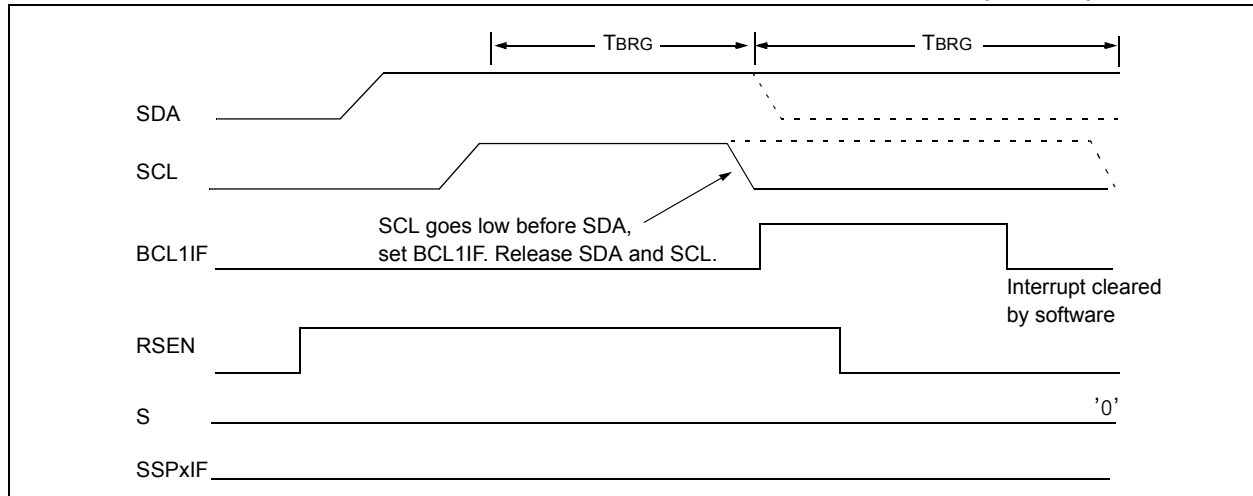 TBRG TBRG
SDA
SCL
SCL goes low before SDA,
set BCL1IF. Release SDA and SCL.
BCL1IF
Interrupt cleared
by software
RSEN
S '0'
SSPxIF